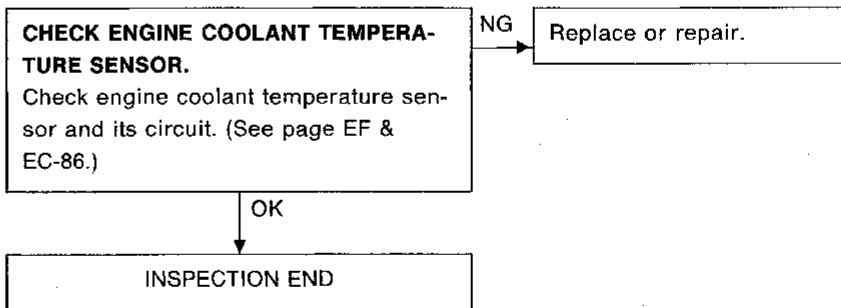 CHECK ENGINE COOLANT TEMPERA-
TURE SENSOR.
Check engine coolant temperature sen-
sor and its circuit. (See page EF &
EC-86.)
NG
Replace or repair.
OK
INSPECTION END